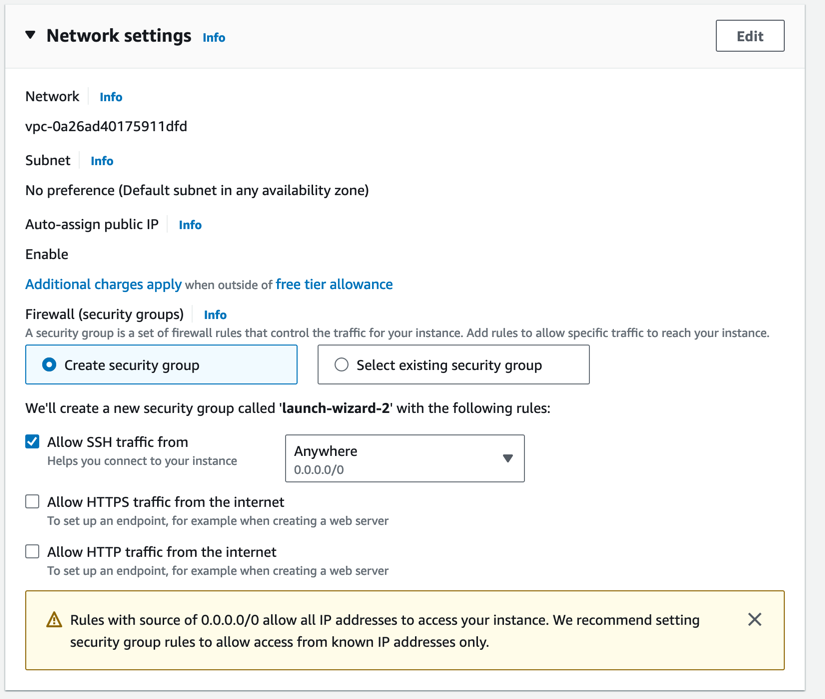 Network settings Info
Edit
Network Info
vpc-0a26ad40175911dfd
Subnet Info
No preference (Default subnet in any availability zone)
Auto-assign public IP Info
Enable
Additional charges apply when outside of free tier allowance
Firewall (security groups) Info
A security group is a set of firewall rules that control the traffic for your instance. Add rules to allow specific traffic to reach your instance.
Create security group
Select existing security group
We'll create a new security group called 'launch-wizard-2' with the following rules:
Allow SSH traffic from
Helps you connect to your instance
Anywhere
0.0.0.0/0
Allow HTTPS traffic from the internet
To set up an endpoint, for example when creating a web server
Allow HTTP traffic from the internet
To set up an endpoint, for example when creating a web server
Rules with source of 0.0.0.0/0 allow all IP addresses to access your instance. We recommend setting
security group rules to allow access from known IP addresses only.